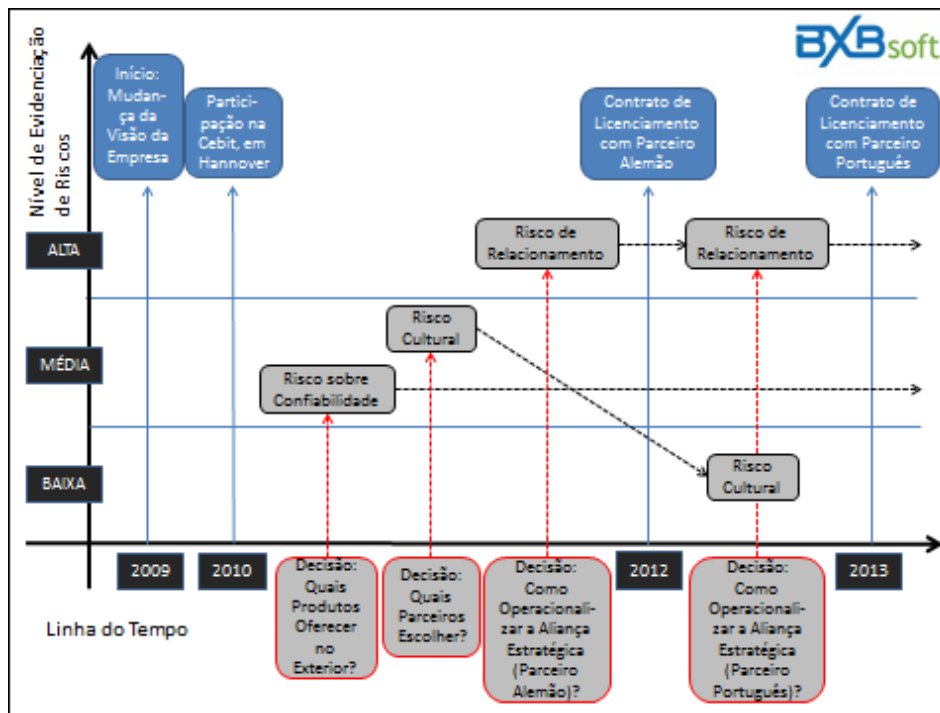 BXBsoft
Nível de Evidenciação
de Riscos
Início:
Mudan-
ça da
Visão da
Empresa
Partici-
pação na
Cebit, em
Hannover
Contrato de
Licenciamento
com Parceiro
Alemão
Contrato de
Licenciamento
com Parceiro
Português
ALTA
Risco de
Relacionamento
Risco de
Relacionamento
Risco
Cultural
MÉDIA
Risco sobre
Confiabilidade
BAIXA
Risco
Cultural
2009
2010
Decisão:
Quais
Produtos
Oferecer
no
Exterior?
Decisão:
Quais
Parceiros
Escolher?
Decisão:
Como
Operacionali-
zar a Aliança
Estratégica
(Parceiro
Alemão)?
2012
Decisão:
Como
Operacionali-
zar a Aliança
Estratégica
(Parceiro
Português)?
2013
Linha do Tempo